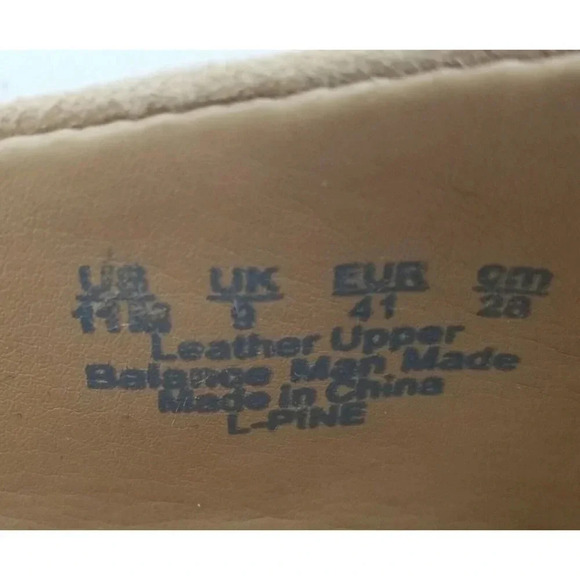 US UK EUR cm
11M 9 41 28
Leather Upper
Balance Man Made
Made in China
L-PINE